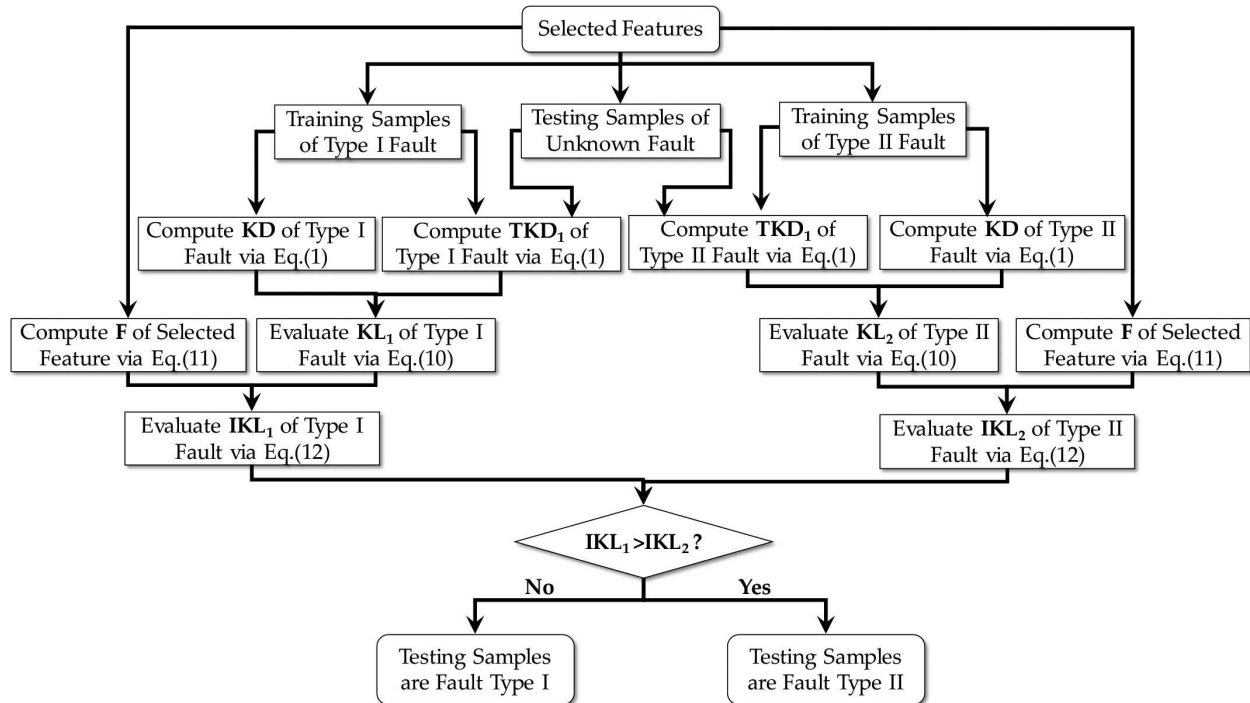 Selected Features
Training Samples
of Type I Fault
Testing Samples of
Unknown Fault
Training Samples
of Type II Fault
Compute KD of Type I
Fault via Eq.(1)
Compute TKD₁ of
Type I Fault via Eq.(1)
Compute TKD₁ of
Type II Fault via Eq.(1)
Compute KD of Type II
Fault via Eq.(1)
Compute F of Selected
Feature via Eq.(11)
Evaluate KL₁ of Type I
Fault via Eq.(10)
Evaluate KL₂ of Type II
Fault via Eq.(10)
Compute F of Selected
Feature via Eq.(11)
Evaluate IKL₁ of Type I
Fault via Eq.(12)
Evaluate IKL₂ of Type II
Fault via Eq.(12)
IKL₁>IKL₂?
No
Yes
Testing Samples
are Fault Type I
Testing Samples
are Fault Type II